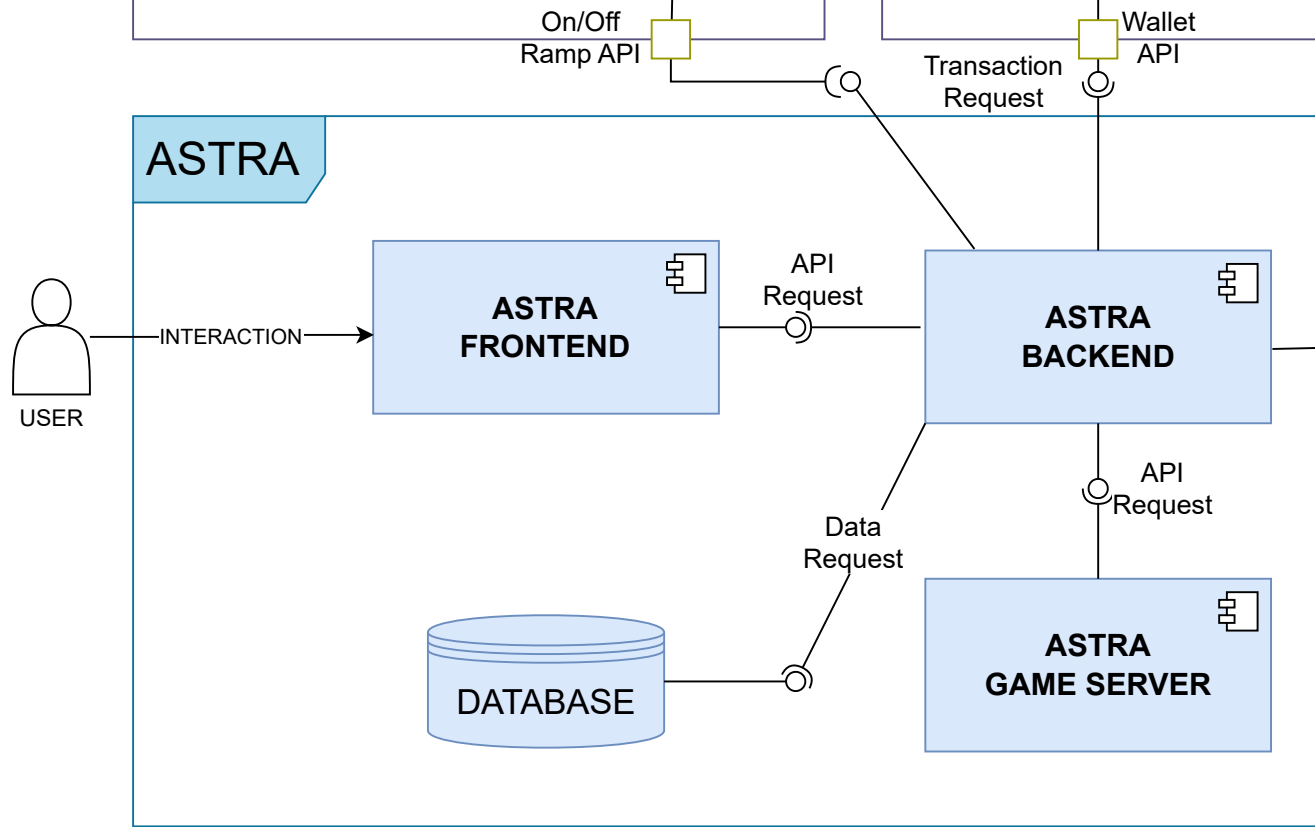 On/Off
Ramp API
Wallet
API
Transaction
Request
ASTRA
API
Request
ASTRA
FRONTEND
ASTRA
BACKEND
INTERACTION
USER
API
Request
Data
Request
ASTRA
GAME SERVER
DATABASE